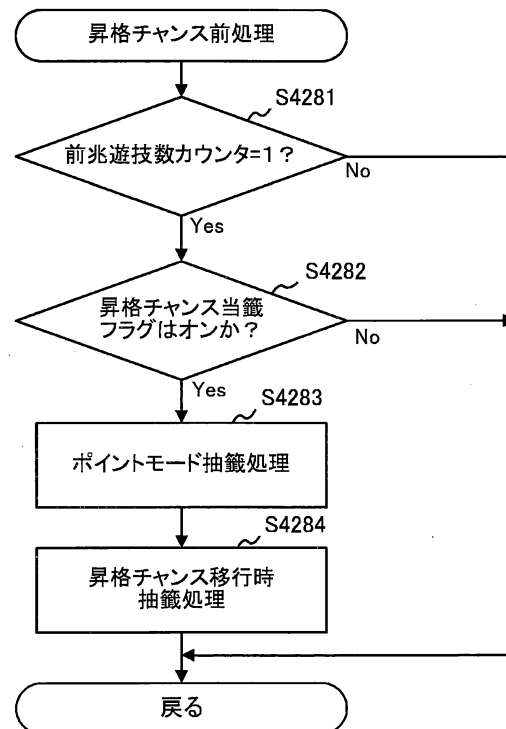 昇格チャンス前処理
S4281
前兆遊技数カウンタ=1?
No
Yes
S4282
昇格チャンス当籤
フラグはオンか?
No
Yes
S4283
ポイントモード抽籤処理
S4284
昇格チャンス移行時
抽籤処理
戻る